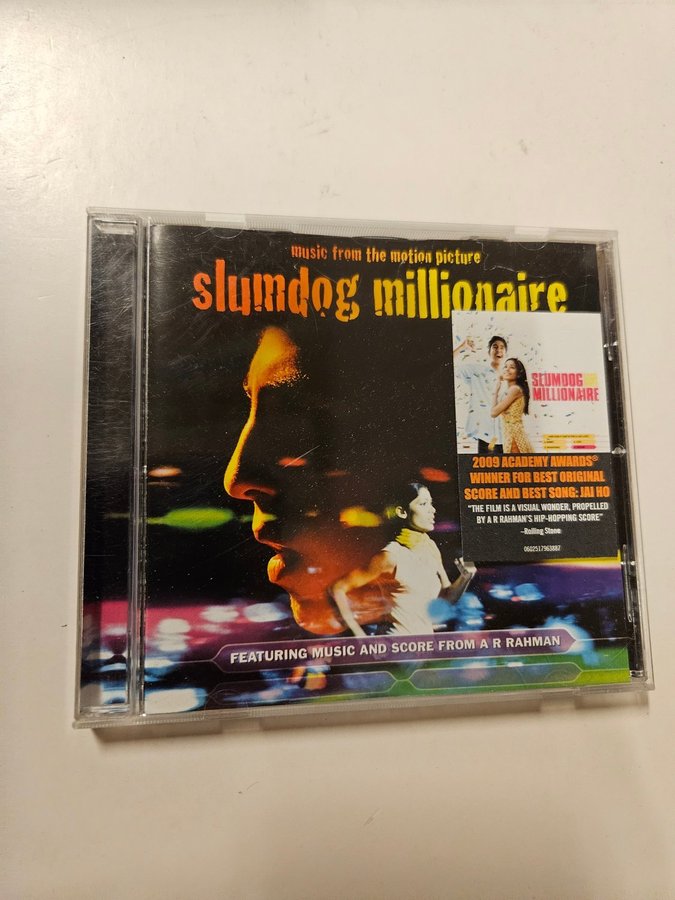 music from the motion picture
slumdog millionaire
SLUMDOG
MILLIONAIRE
2009 ACADEMY AWARDS®
WINNER FOR BEST ORIGINAL
SCORE AND BEST SONG: JAI HO
"THE FILM IS A VISUAL WONDER, PROPELLED
BY A R RAHMAN'S HIP-HOPPING SCORE"
–Rolling Stone
0602517963887
FEATURING MUSIC AND SCORE FROM A R RAHMAN